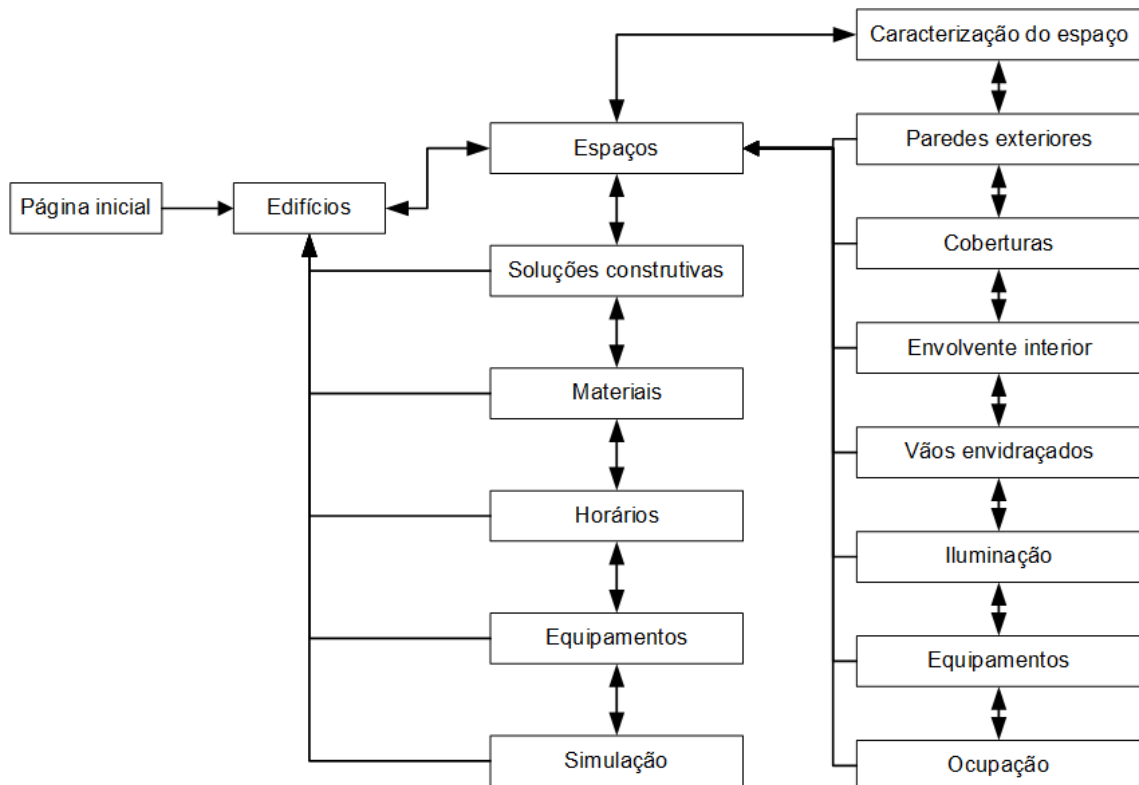 Página inicial
Edifícios
Espaços
Soluções construtivas
Materiais
Horários
Equipamentos
Simulação
Caracterização do espaço
Paredes exteriores
Coberturas
Envolvente interior
Vãos envidraçados
Iluminação
Equipamentos
Ocupação